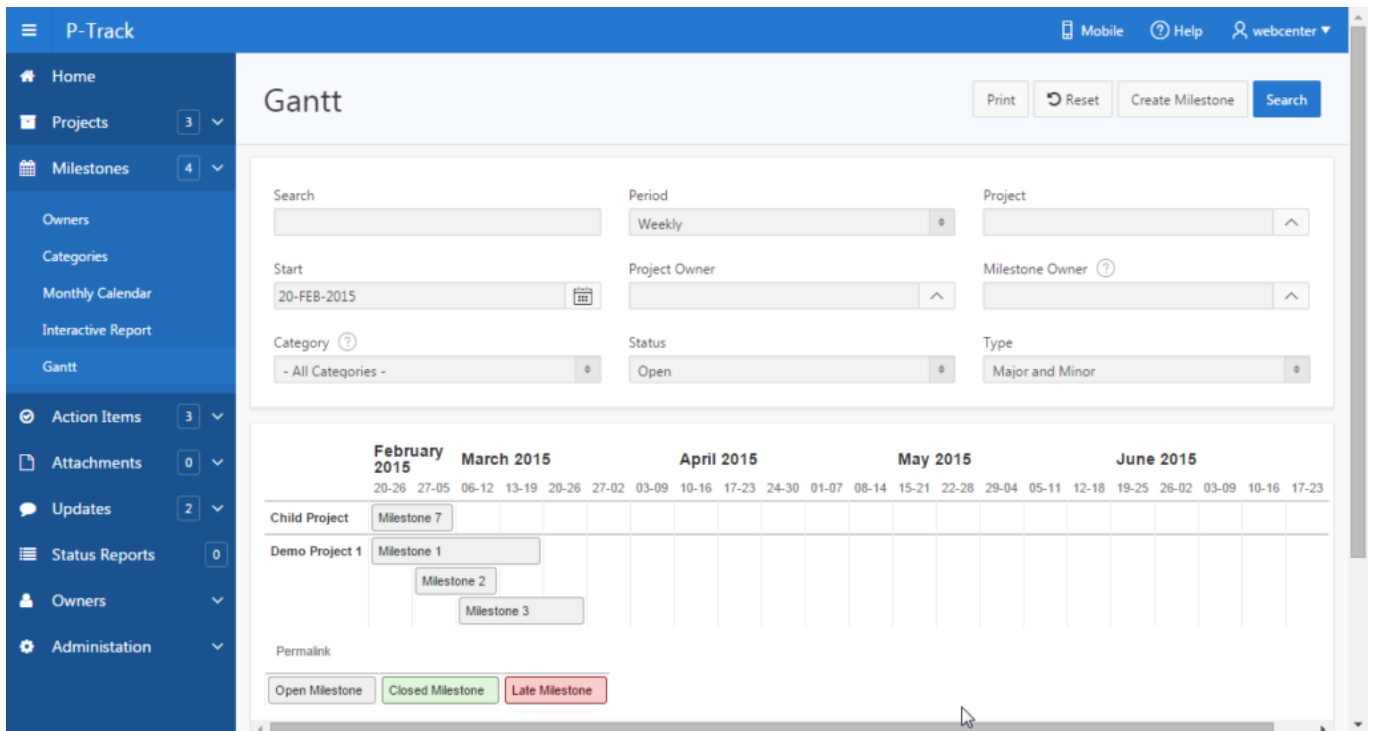 P-Track
Mobile
Help
webcenter
Home
Projects 3
Milestones 4
Owners
Categories
Monthly Calendar
Interactive Report
Gantt
Action Items 3
Attachments 0
Updates 2
Status Reports 0
Owners
Administation
Gantt
Print
Reset
Create Milestone
Search
Search
Period
Project
Weekly
Start
Project Owner
Milestone Owner ?
20-FEB-2015
Category ?
Status
Type
- All Categories -
Open
Major and Minor
February 2015 March 2015 April 2015 May 2015 June 2015
20-26 27-05 06-12 13-19 20-26 27-02 03-09 10-16 17-23 24-30 01-07 08-14 15-21 22-28 29-04 05-11 12-18 19-25 26-02 03-09 10-16 17-23
Child Project Milestone 7
Demo Project 1 Milestone 1
Milestone 2
Milestone 3
Permalink
Open Milestone Closed Milestone Late Milestone